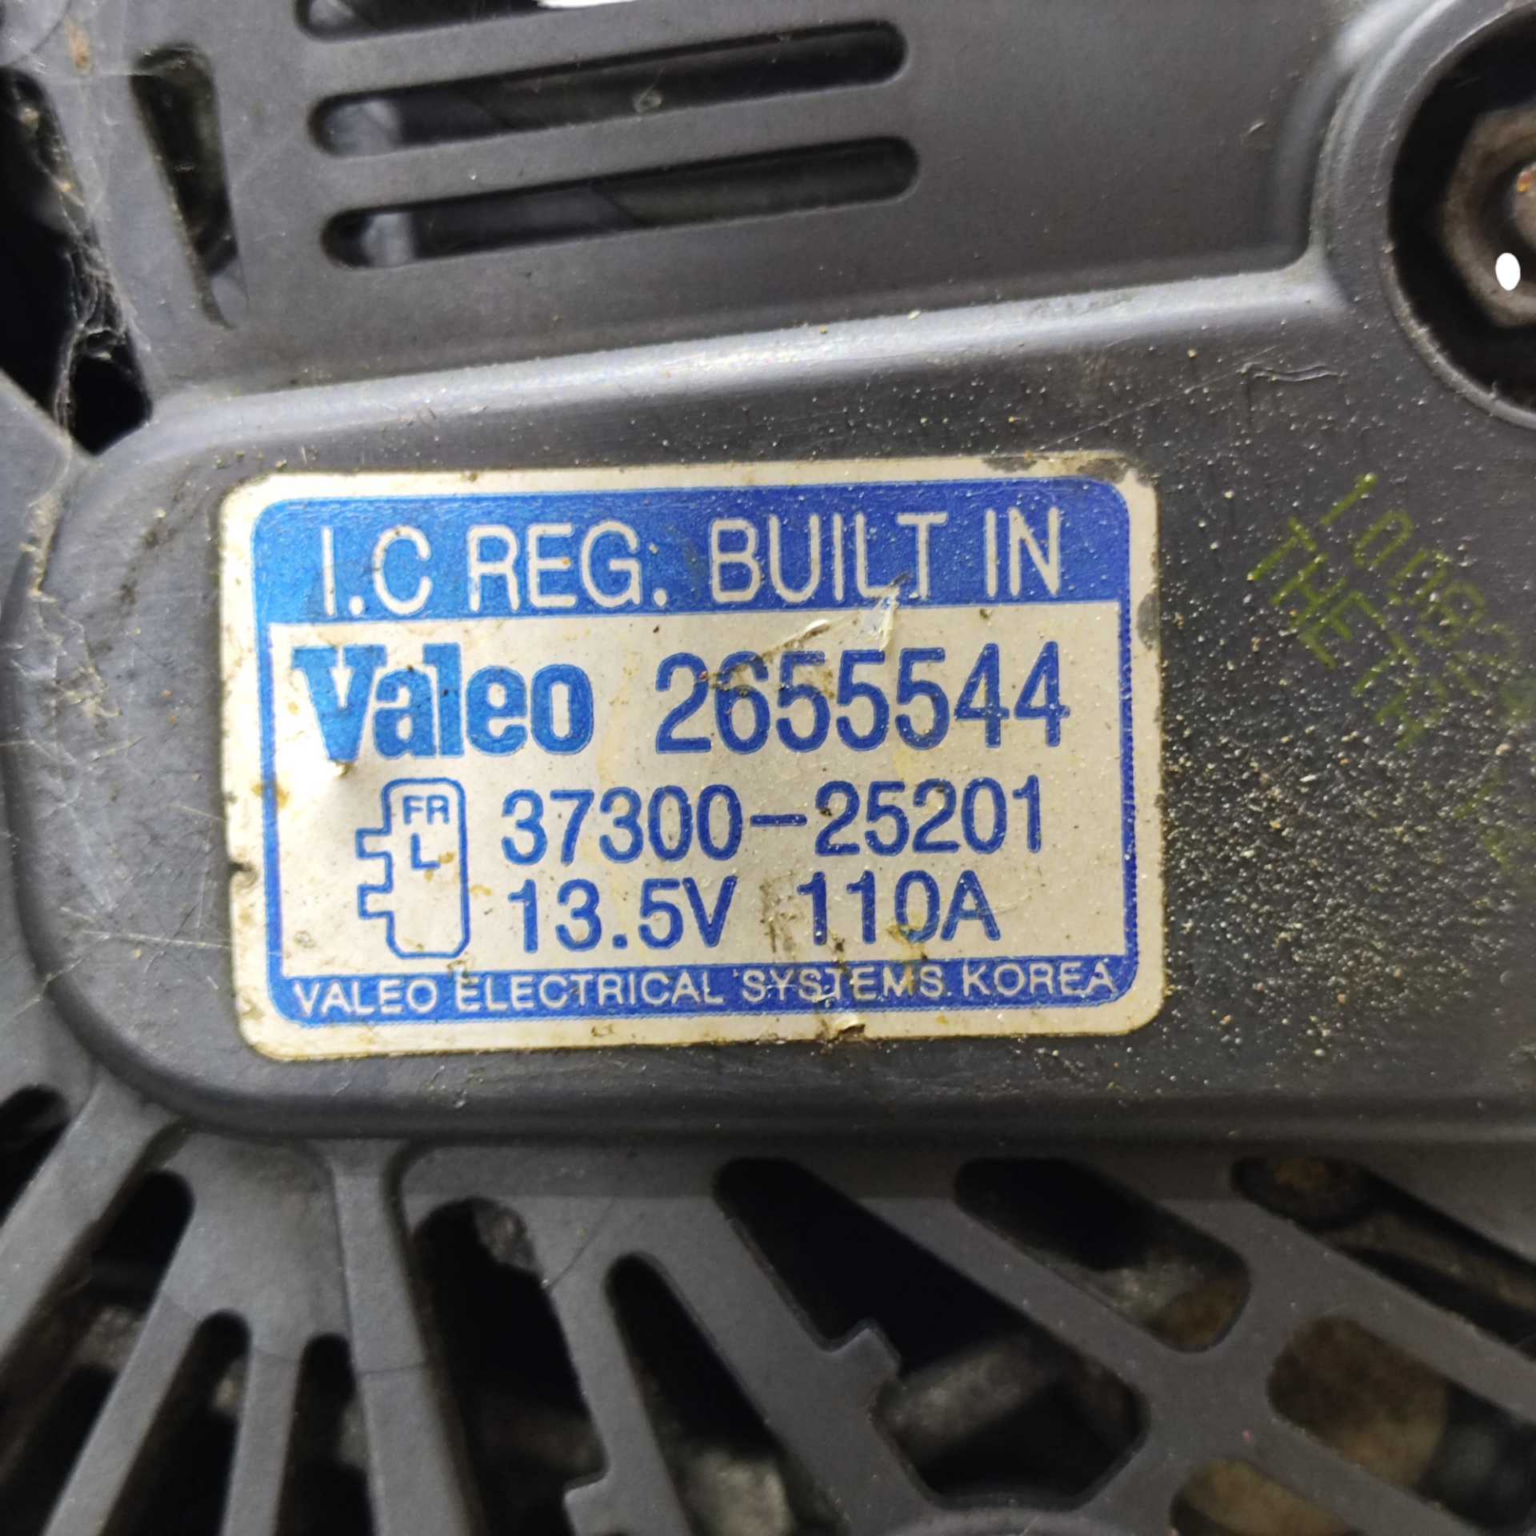 I.C REG. BUILT IN
Valeo 2655544
FR
L
37300-25201
13.5V 110A
VALEO ELECTRICAL SYSTEMS KOREA
THETA